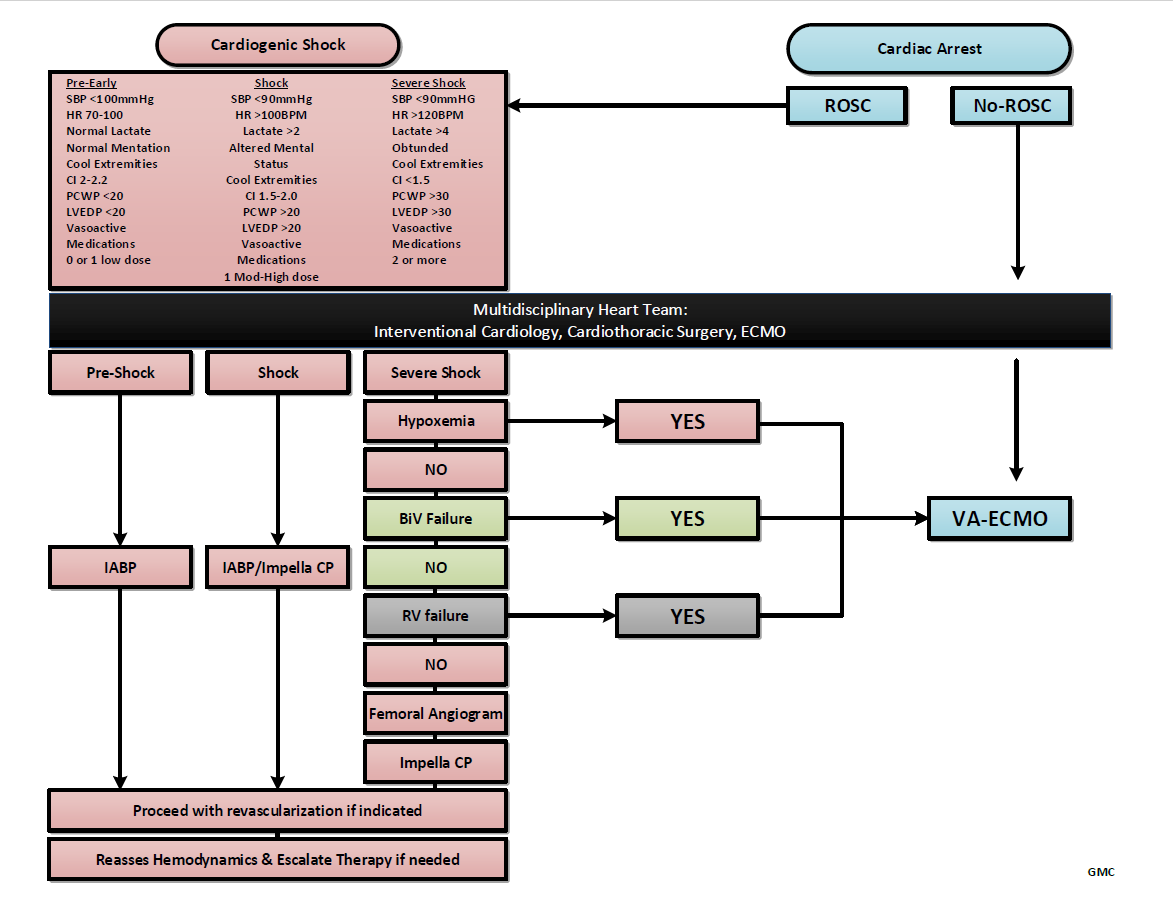 Cardiogenic Shock
Cardiac Arrest
Pre-Early
SBP <100mmHg
HR 70-100
Normal Lactate
Normal Mentation
Cool Extremities
CI 2-2.2
PCWP <20
LVEDP <20
Vasoactive
Medications
0 or 1 low dose
Shock
SBP <90mmHg
HR >100BPM
Lactate >2
Altered Mental
Status
Cool Extremities
CI 1.5-2.0
PCWP >20
LVEDP >20
Vasoactive
Medications
1 Mod-High dose
Severe Shock
SBP <90mmHG
HR >120BPM
Lactate >4
Obtunded
Cool Extremities
CI <1.5
PCWP >30
LVEDP >30
Vasoactive
Medications
2 or more
ROSC
No-ROSC
Multidisciplinary Heart Team:
Interventional Cardiology, Cardiothoracic Surgery, ECMO
Pre-Shock
Shock
Severe Shock
Hypoxemia
YES
NO
BiV Failure
YES
VA-ECMO
IABP
IABP/Impella CP
NO
RV failure
YES
NO
Femoral Angiogram
Impella CP
Proceed with revascularization if indicated
Reasses Hemodynamics & Escalate Therapy if needed
GMC